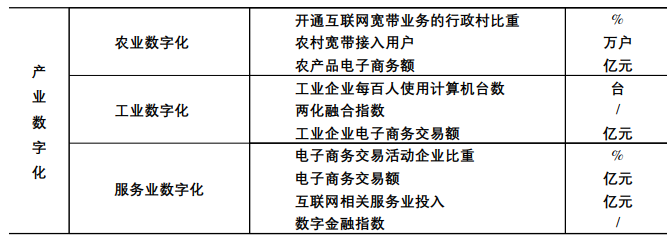 产业数字化
农业数字化
开通互联网宽带业务的行政村比重 %
农村宽带接入用户 万户
农产品电子商务额 亿元
工业数字化
工业企业每百人使用计算机台数 台
两化融合指数 /
工业企业电子商务交易额 亿元
服务业数字化
电子商务交易活动企业比重 %
电子商务交易额 亿元
互联网相关服务业投入 亿元
数字金融指数 /